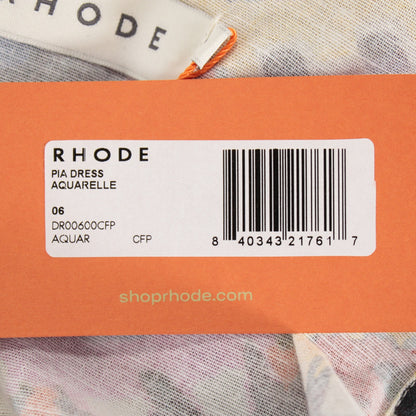 RHODE
RHODE
PIA DRESS
AQUARELLE
06
DR00600CFP
AQUAR CFP
8 40343 21761 7
shoprhode.com